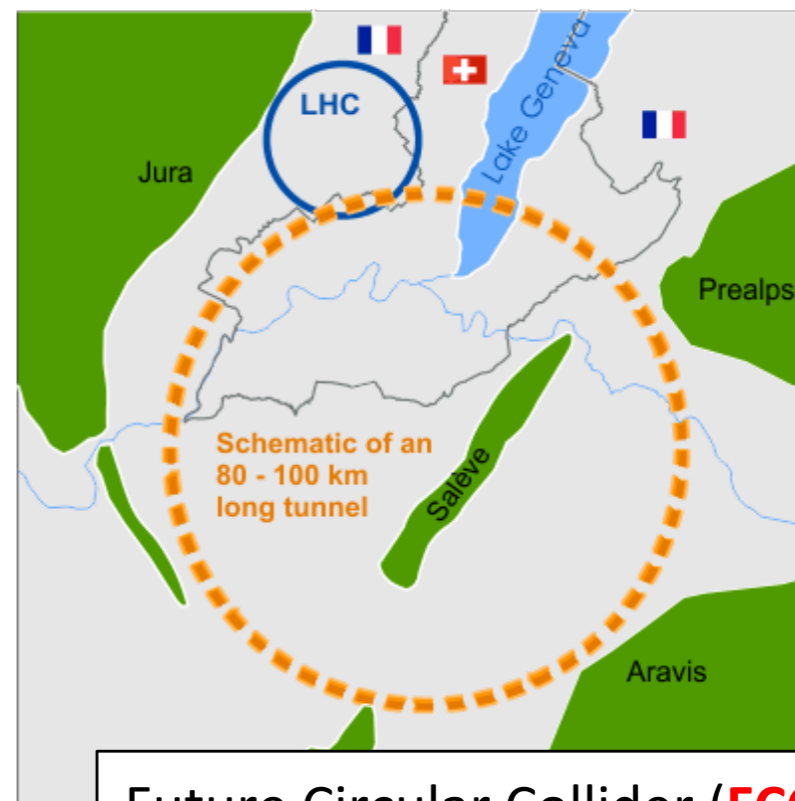 LHC
Lake Geneva
Jura
Prealps
Schematic of an
80 - 100 km
long tunnel
Salève
Aravis
Future Circular Collider (